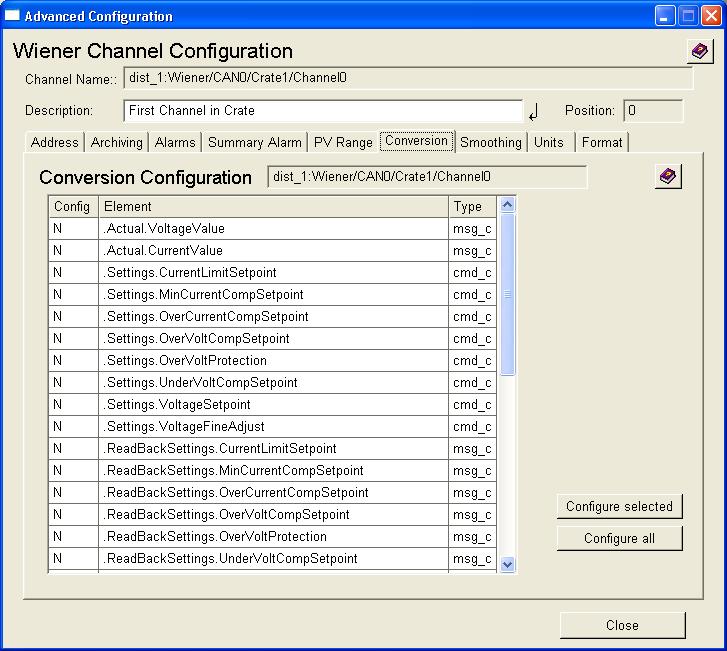 Advanced Configuration
Wiener Channel Configuration
Channel Name:: dist_1:Wiener/CAN0/Crate1/Channel0
Description: First Channel in Crate Position: 0
Address Archiving Alarms Summary Alarm PV Range Conversion Smoothing Units Format
Conversion Configuration dist_1:Wiener/CAN0/Crate1/Channel0
Config Element Type
N .Actual.VoltageValue msg_c
N .Actual.CurrentValue msg_c
N .Settings.CurrentLimitSetpoint cmd_c
N .Settings.MinCurrentCompSetpoint cmd_c
N .Settings.OverCurrentCompSetpoint cmd_c
N .Settings.OverVoltCompSetpoint cmd_c
N .Settings.OverVoltProtection cmd_c
N .Settings.UnderVoltCompSetpoint cmd_c
N .Settings.VoltageSetpoint cmd_c
N .Settings.VoltageFineAdjust cmd_c
N .ReadBackSettings.CurrentLimitSetpoint msg_c
N .ReadBackSettings.MinCurrentCompSetpoint msg_c
N .ReadBackSettings.OverCurrentCompSetpoint msg_c
N .ReadBackSettings.OverVoltCompSetpoint msg_c
N .ReadBackSettings.OverVoltProtection msg_c
N .ReadBackSettings.UnderVoltCompSetpoint msg_c
Configure selected
Configure all
Close